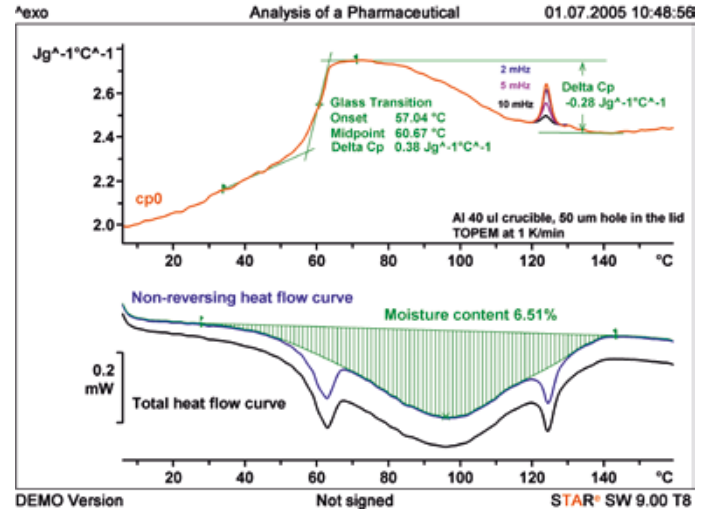 ^exo Analysis of a Pharmaceutical 01.07.2005 10:48:56
Jg^-1°C^-1
2.6
2.4
2.2
2.0
2 mHz
5 mHz
10 mHz
Delta Cp
-0.28 Jg^-1°C^-1
Glass Transition
Onset 57.04 °C
Midpoint 60.67 °C
Delta Cp 0.38 Jg^-1°C^-1
cp0
Al 40 ul crucible, 50 um hole in the lid
TOPEM at 1 K/min
20 40 60 80 100 120 140 °C
Non-reversing heat flow curve
Moisture content 6.51%
0.2
mW
Total heat flow curve
20 40 60 80 100 120 140 °C
DEMO Version Not signed STARe SW 9.00 T8